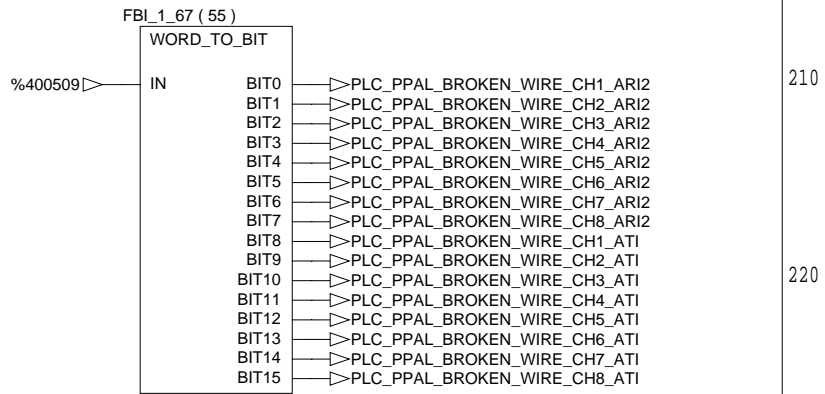 FBI_1_67 ( 55 )
WORD_TO_BIT
%400509 IN BIT0 PLC_PPAL_BROKEN_WIRE_CH1_ARI2 210
BIT1 PLC_PPAL_BROKEN_WIRE_CH2_ARI2
BIT2 PLC_PPAL_BROKEN_WIRE_CH3_ARI2
BIT3 PLC_PPAL_BROKEN_WIRE_CH4_ARI2
BIT4 PLC_PPAL_BROKEN_WIRE_CH5_ARI2
BIT5 PLC_PPAL_BROKEN_WIRE_CH6_ARI2
BIT6 PLC_PPAL_BROKEN_WIRE_CH7_ARI2
BIT7 PLC_PPAL_BROKEN_WIRE_CH8_ARI2
BIT8 PLC_PPAL_BROKEN_WIRE_CH1_ATI
BIT9 PLC_PPAL_BROKEN_WIRE_CH2_ATI
BIT10 PLC_PPAL_BROKEN_WIRE_CH3_ATI 220
BIT11 PLC_PPAL_BROKEN_WIRE_CH4_ATI
BIT12 PLC_PPAL_BROKEN_WIRE_CH5_ATI
BIT13 PLC_PPAL_BROKEN_WIRE_CH6_ATI
BIT14 PLC_PPAL_BROKEN_WIRE_CH7_ATI
BIT15 PLC_PPAL_BROKEN_WIRE_CH8_ATI